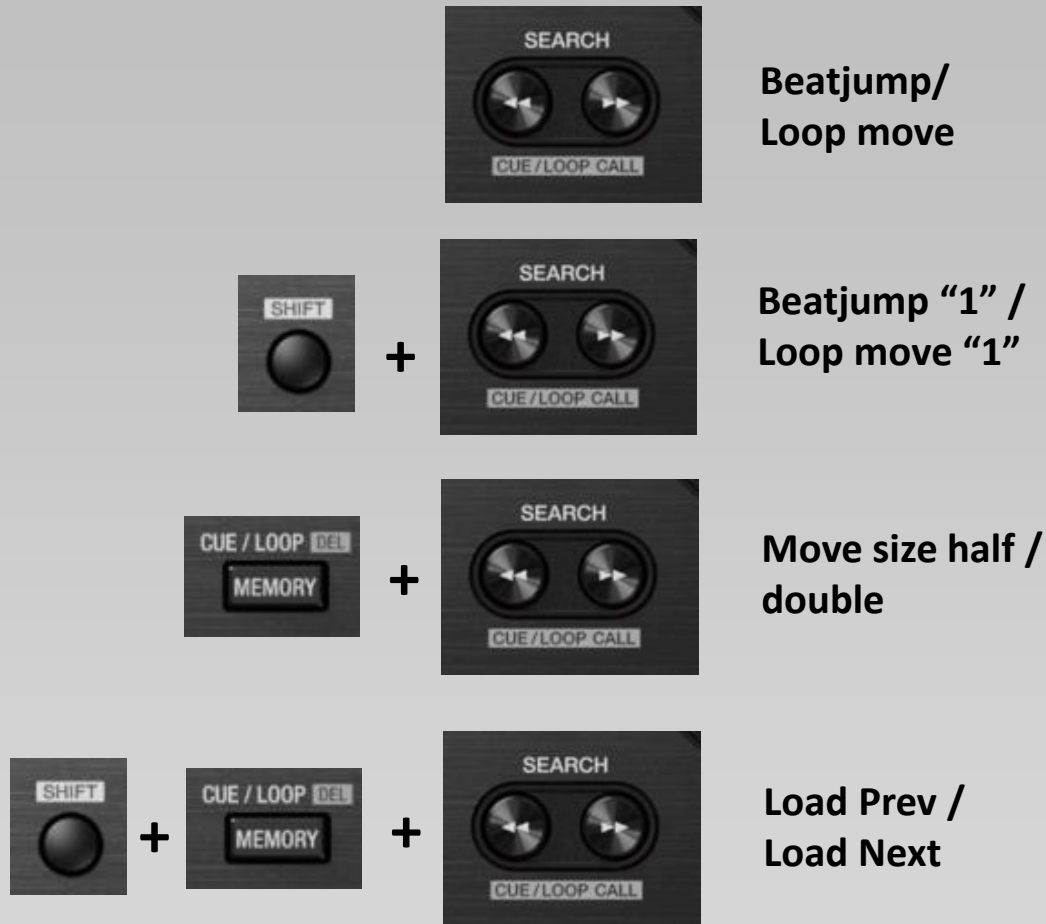 SEARCH
CUE/LOOP CALL
Beatjump/
Loop move
SHIFT
+
SEARCH
CUE/LOOP CALL
Beatjump “1” /
Loop move “1”
CUE / LOOP DEL
MEMORY
+
SEARCH
CUE/LOOP CALL
Move size half /
double
SHIFT
+
CUE / LOOP DEL
MEMORY
+
SEARCH
CUE/LOOP CALL
Load Prev /
Load Next